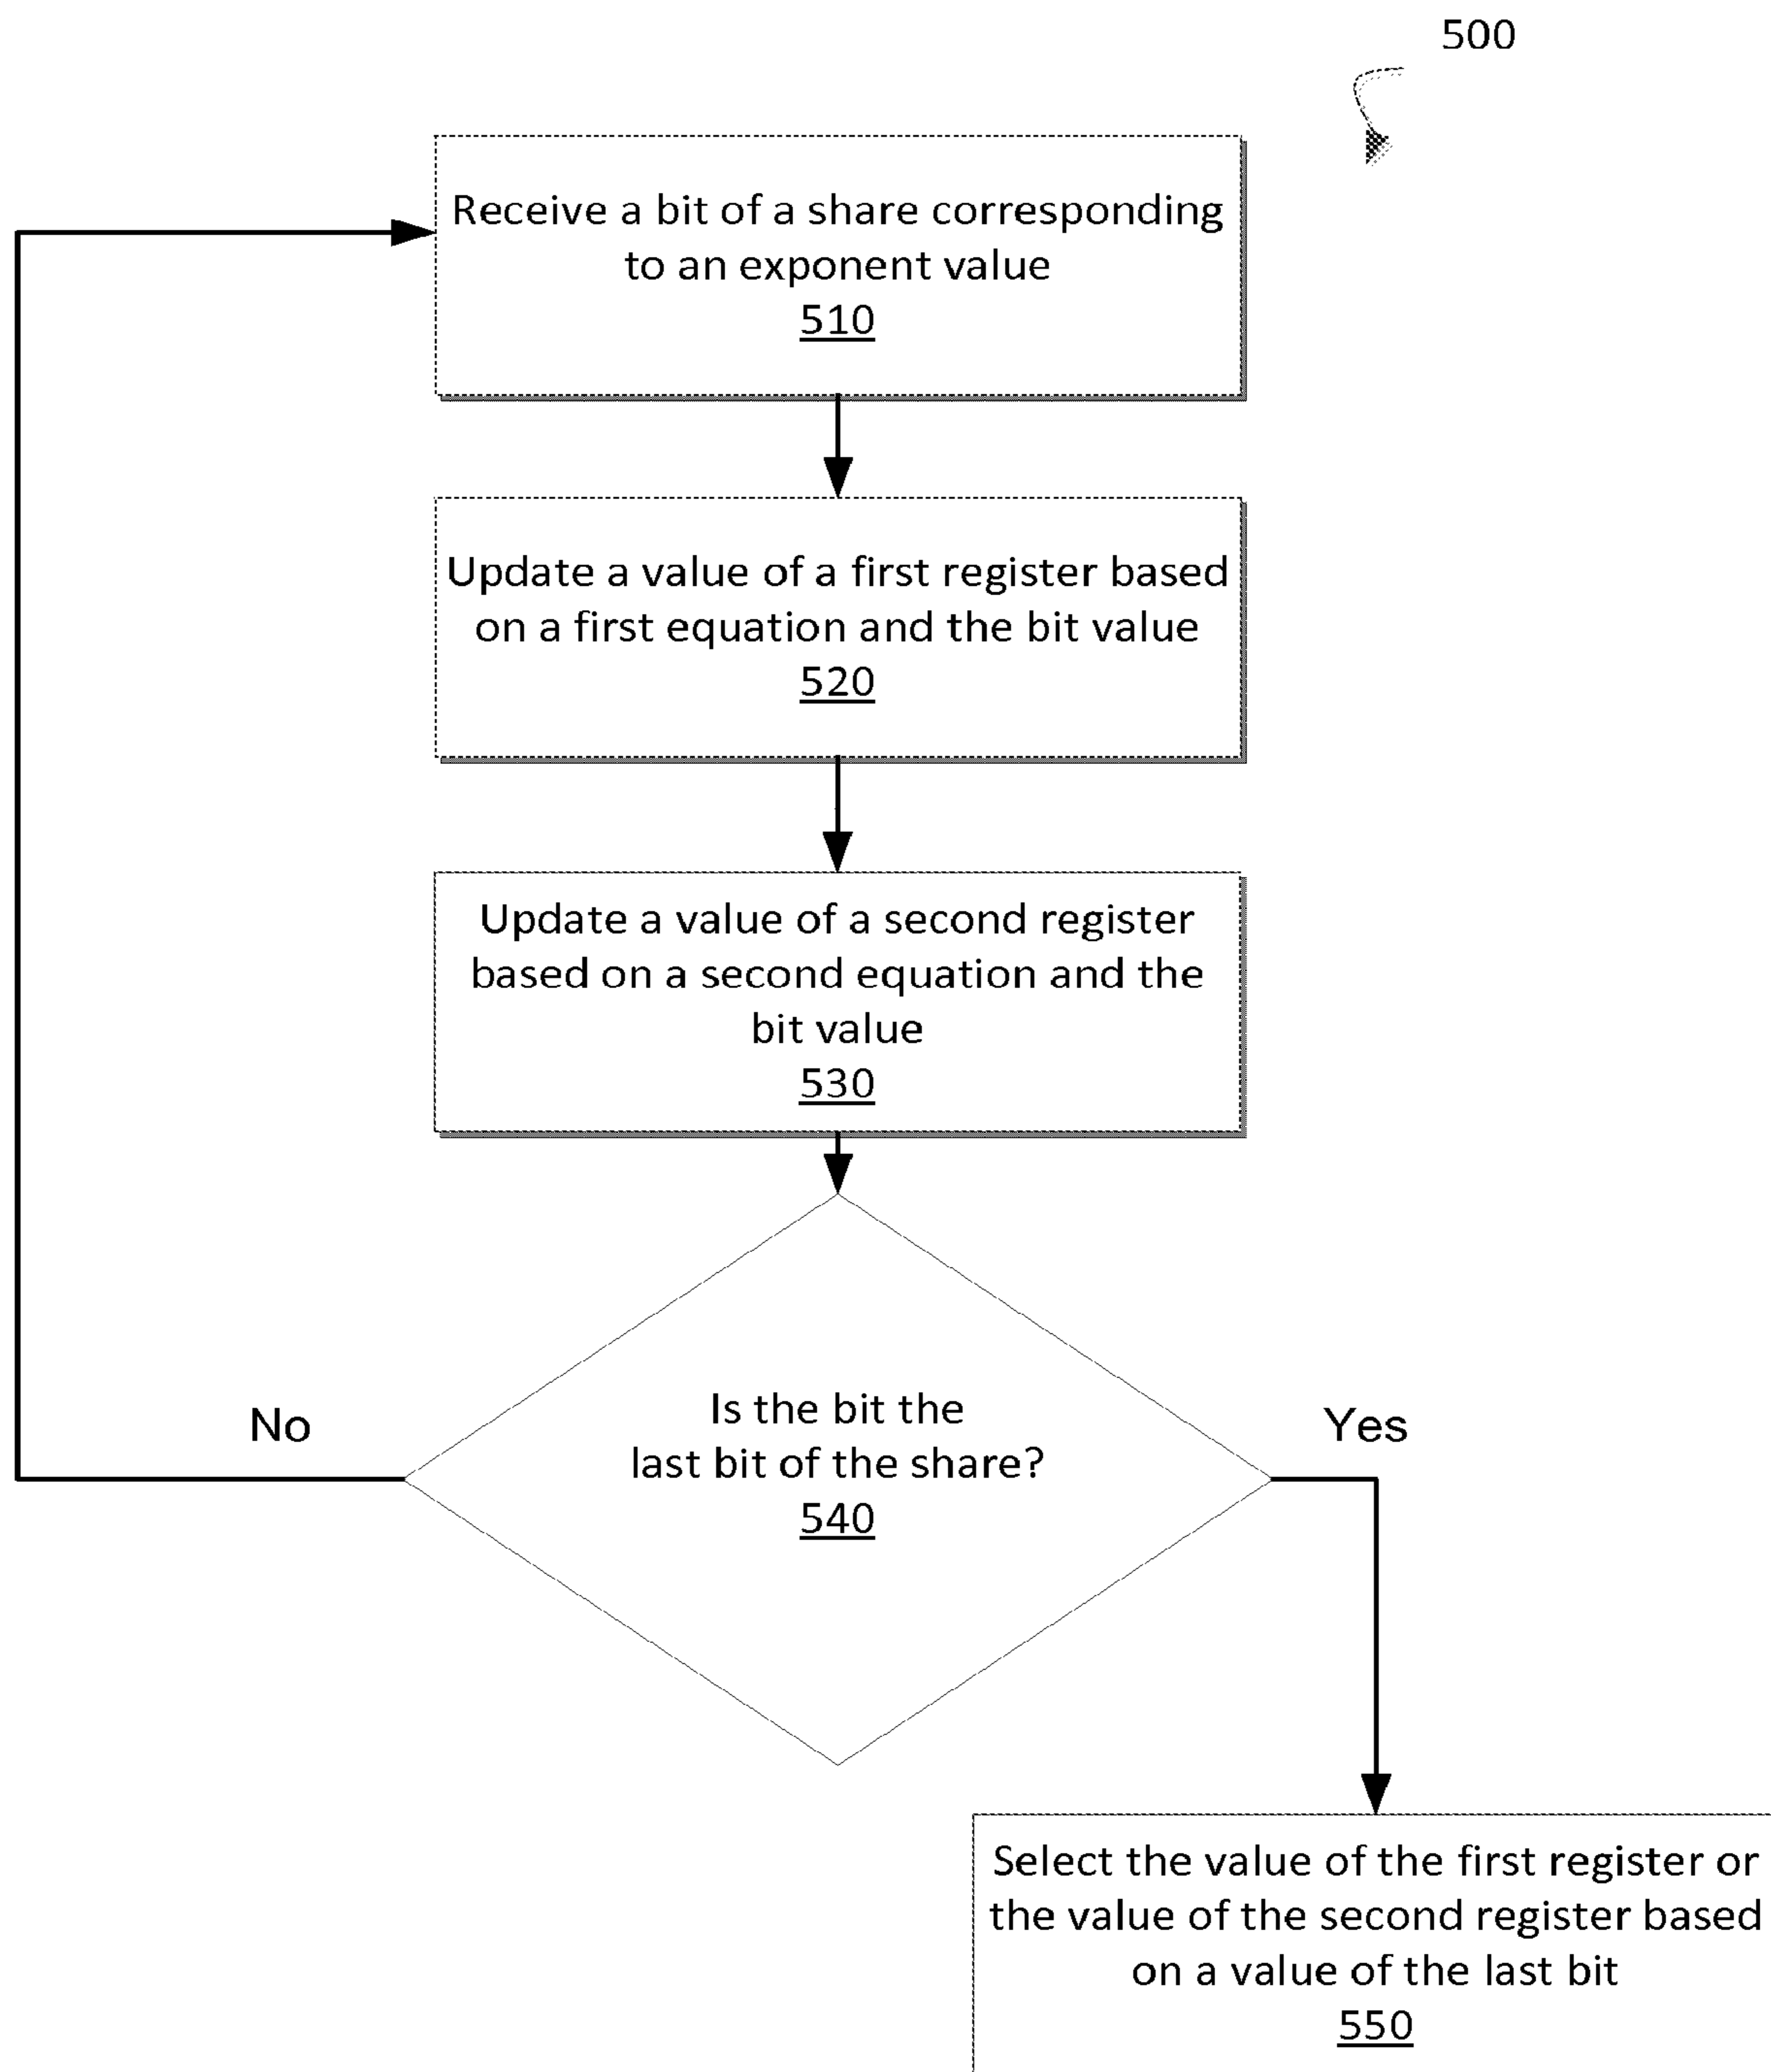 500
Receive a bit of a share corresponding
to an exponent value
510
Update a value of a first register based
on a first equation and the bit value
520
Update a value of a second register
based on a second equation and the
bit value
530
Is the bit the
last bit of the share?
540
No
Yes
Select the value of the first register or
the value of the second register based
on a value of the last bit
550